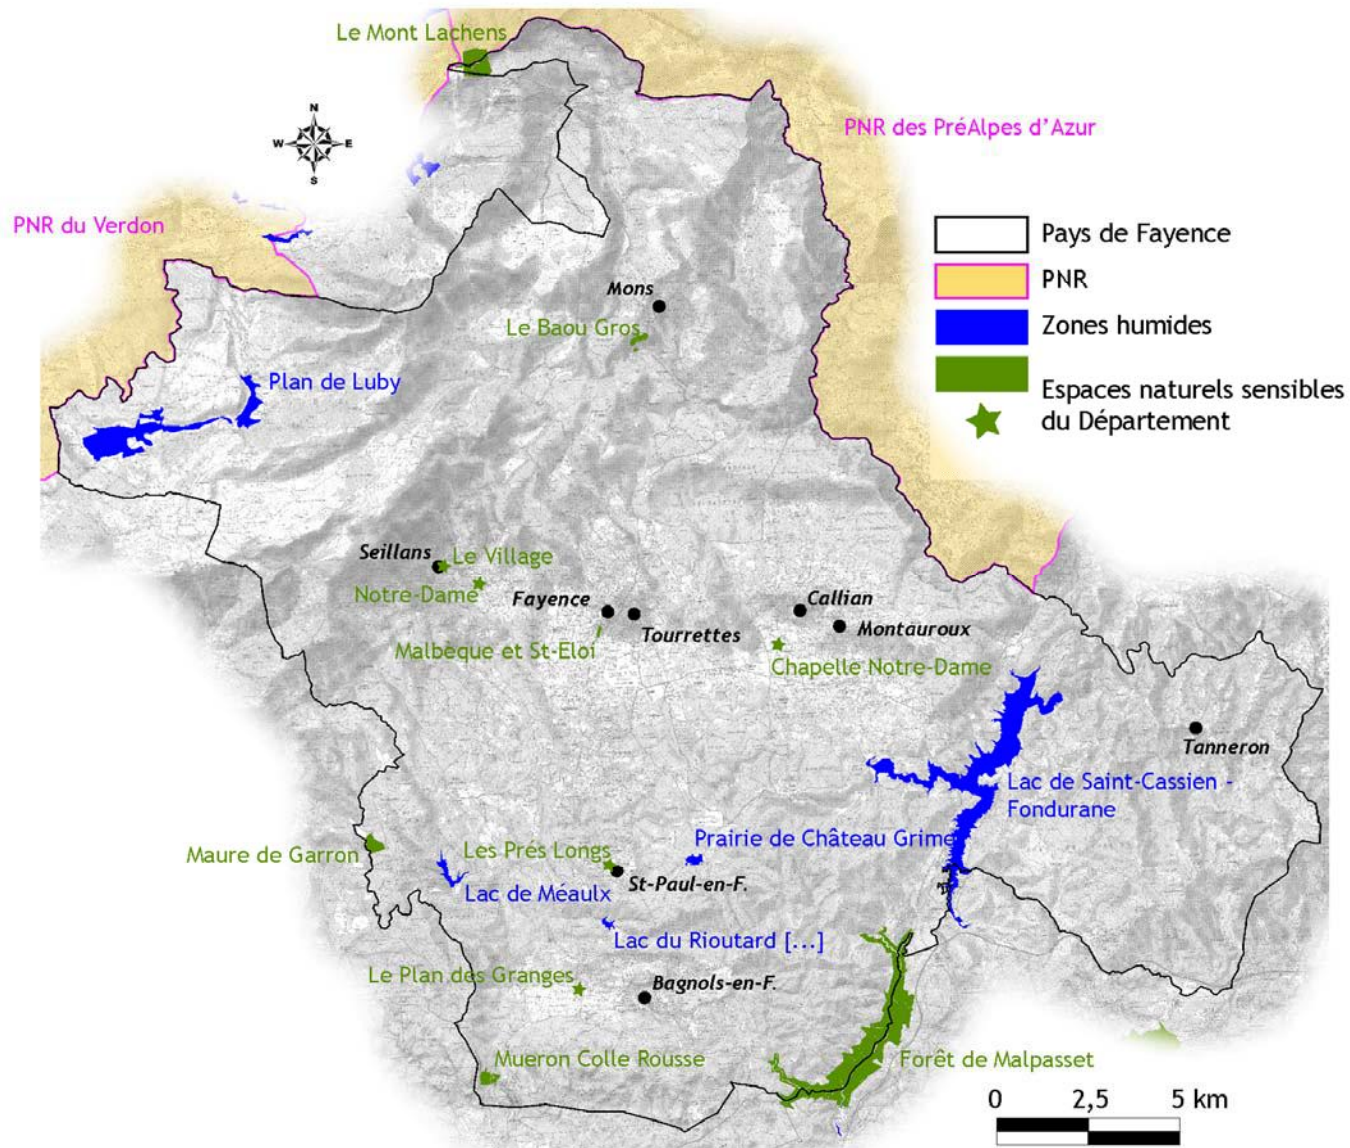 Le Mont Lachens
N
W E
S
PNR des PréAlpes d'Azur
PNR du Verdon
Pays de Fayence
PNR
Zones humides
Espaces naturels sensibles
du Département
Mons
Le Baou Gros
Plan de Luby
Seillans
Le Village
Notre-Dame
Fayence
Tourrettes
Malbèque et St-Eloi
Callian
Montauroux
Chapelle Notre-Dame
Tanneron
Lac de Saint-Cassien -
Fondurane
Prairie de Château Grime
Maure de Garron
Les Prés Longs
St-Paul-en-F.
Lac de Méaulx
Lac du Rioutard [...]
Le Plan des Granges
Bagnols-en-F.
Mueron Colle Rousse
Forêt de Malpasset
0 2,5 5 km